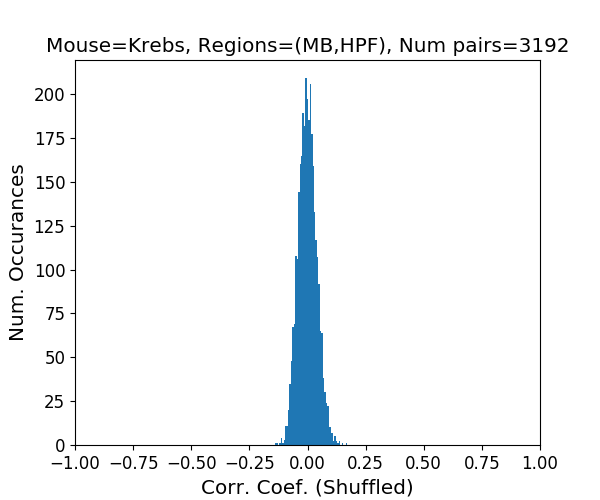 Mouse=Krebs, Regions=(MB,HPF), Num pairs=3192
Num. Occurances
200
175
150
125
100
75
50
25
0
−1.00 −0.75 −0.50 −0.25 0.00 0.25 0.50 0.75 1.00
Corr. Coef. (Shuffled)